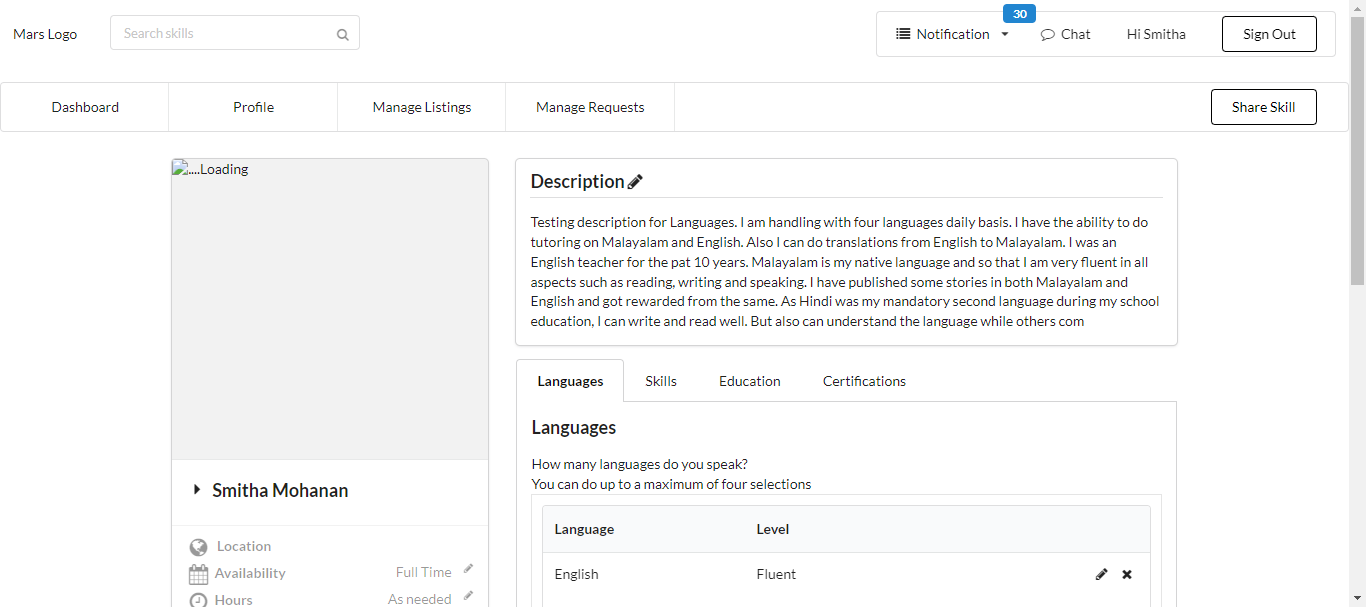 Mars Logo
Search skills
30
Notification
Chat
Hi Smitha
Sign Out
Dashboard
Profile
Manage Listings
Manage Requests
Share Skill
....Loading
Smitha Mohanan
Location
Availability
Full Time
Hours
As needed
Description
Testing description for Languages. I am handling with four languages daily basis. I have the ability to do
tutoring on Malayalam and English. Also I can do translations from English to Malayalam. I was an
English teacher for the pat 10 years. Malayalam is my native language and so that I am very fluent in all
aspects such as reading, writing and speaking. I have published some stories in both Malayalam and
English and got rewarded from the same. As Hindi was my mandatory second language during my school
education, I can write and read well. But also can understand the language while others com
Languages
Skills
Education
Certifications
Languages
How many languages do you speak?
You can do up to a maximum of four selections
Language
Level
English
Fluent